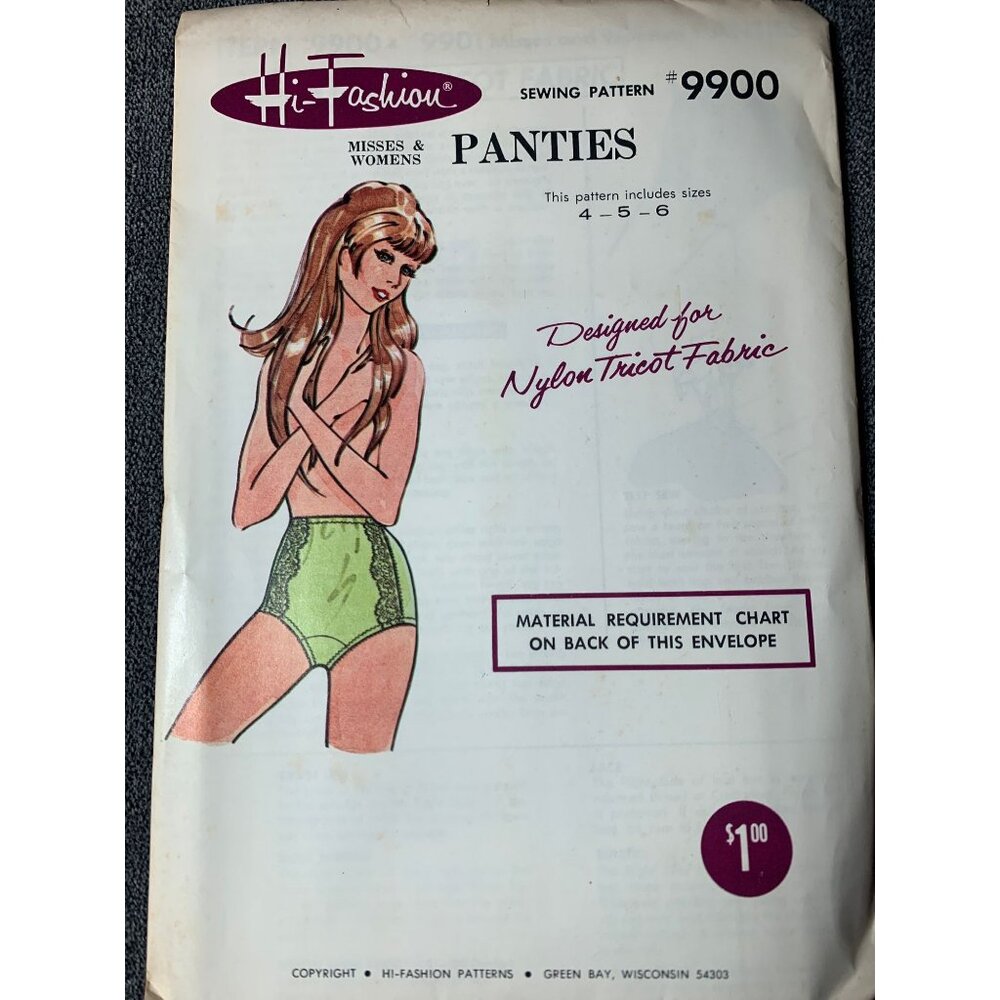 Hi-Fashion®
SEWING PATTERN #9900
MISSES &
WOMENS
PANTIES
This pattern includes sizes
4 – 5 – 6
Designed for
Nylon Tricot Fabric
MATERIAL REQUIREMENT CHART
ON BACK OF THIS ENVELOPE
$1.00
COPYRIGHT • HI-FASHION PATTERNS • GREEN BAY, WISCONSIN 54303